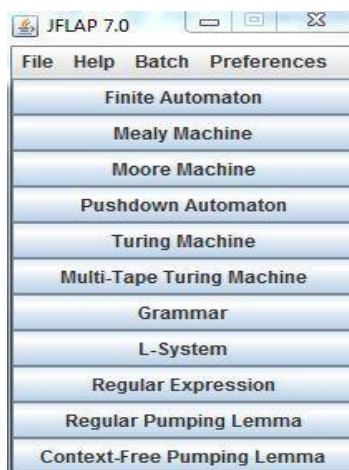 JFLAP 7.0
File Help Batch Preferences
Finite Automaton
Mealy Machine
Moore Machine
Pushdown Automaton
Turing Machine
Multi-Tape Turing Machine
Grammar
L-System
Regular Expression
Regular Pumping Lemma
Context-Free Pumping Lemma